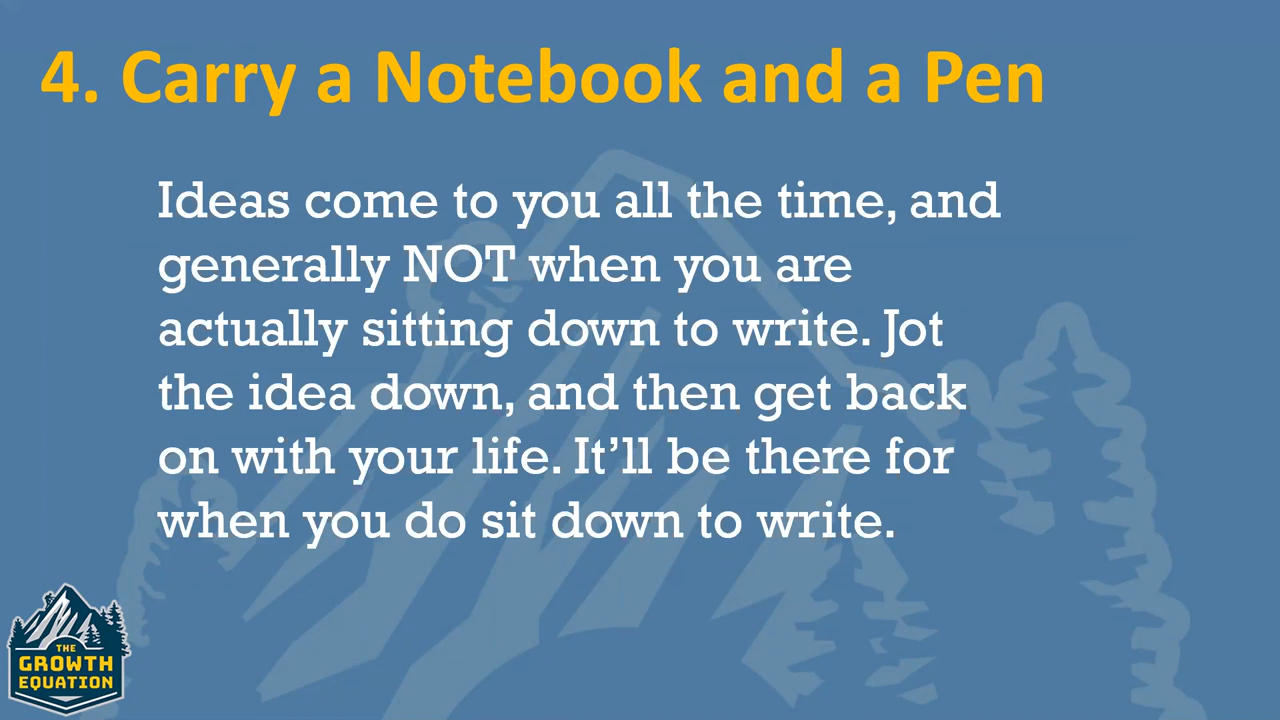 4. Carry a Notebook and a Pen
Ideas come to you all the time, and
generally NOT when you are
actually sitting down to write. Jot
the idea down, and then get back
on with your life. It’ll be there for
when you do sit down to write.
THE
GROWTH
EQUATION